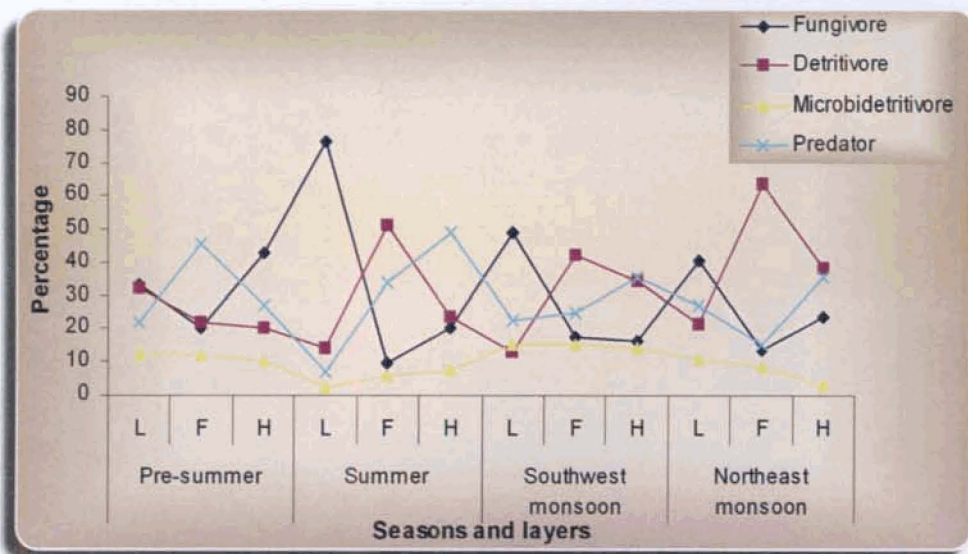 Fungivore
Detritivore
Microbidetritivore
Predator
90
80
70
60
50
40
30
20
10
0
Percentage
L F H L F H L F H L F H
Pre-summer Summer Southwest monsoon Northeast monsoon
Seasons and layers